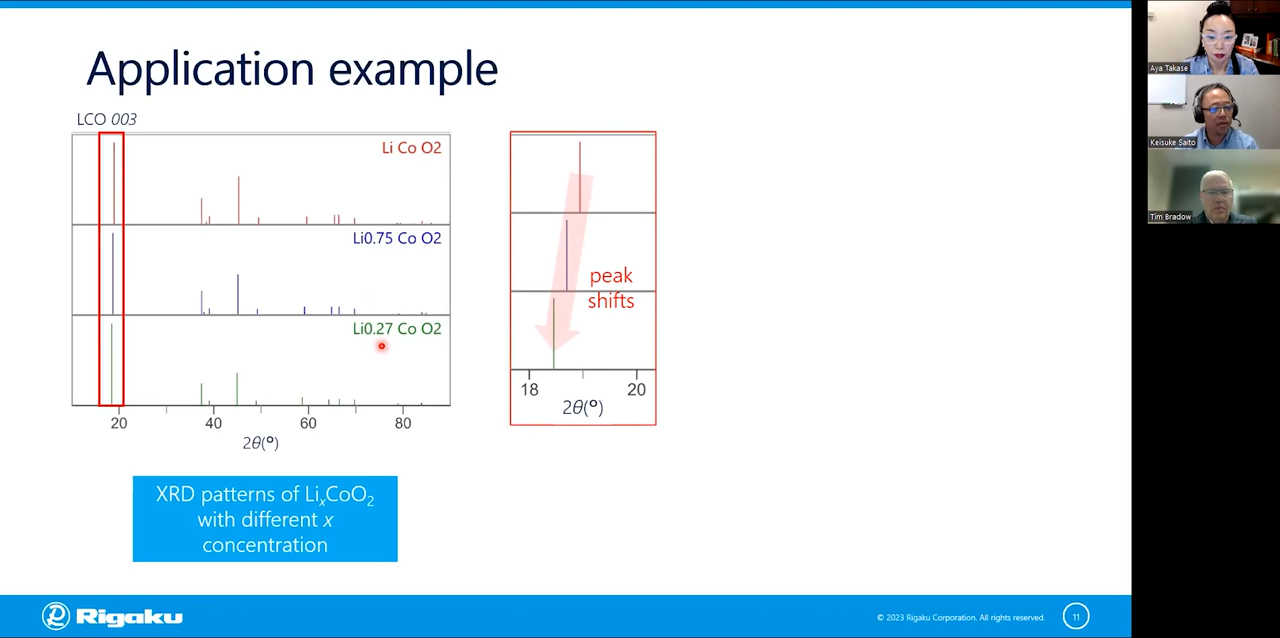 Application example
LCO 003
Li Co O2
Li0.75 Co O2
Li0.27 Co O2
20 40 60 80
2θ(°)
peak
shifts
18 20
2θ(°)
XRD patterns of LiₓCoO₂
with different x
concentration
Rigaku
© 2023 Rigaku Corporation. All rights reserved.
11
Aya Takase
Keisuke Saito
Tim Bradow